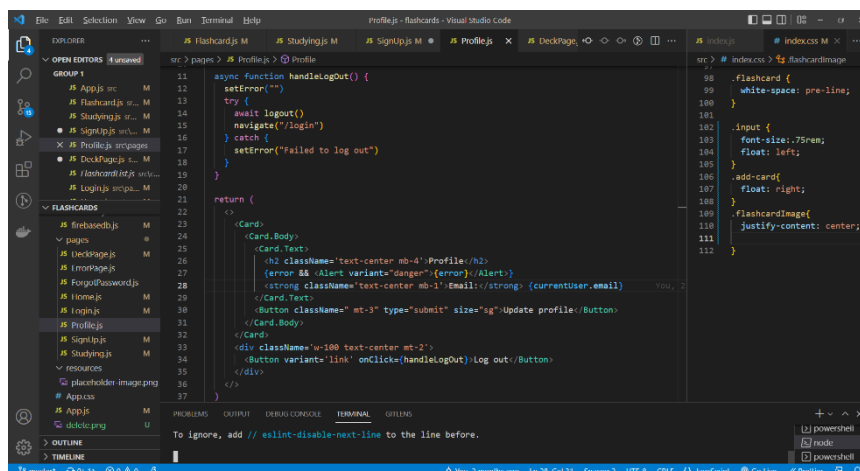 File Edit Selection View Go Run Terminal Help
Profile.js - flashcards - Visual Studio Code
EXPLORER
OPEN EDITORS 4 unsaved
GROUP 1
JS App.js src M
JS Flashcard.js sr... M
JS Studying.js sr... M
JS SignUp.js src\... M
JS Profile.js src\pages
JS DeckPage.js s... M
JS FlashcardList.js src\c...
JS Login.js src\pa... M
FLASHCARDS
JS firebasedb.js M
pages
JS DeckPage.js M
JS ErrorPage.js
JS ForgotPassword.js
JS Home.js M
JS Login.js M
JS Profile.js
JS SignUp.js M
JS Studying.js M
resources
placeholder-image.png
# App.css
JS App.js M
delete.png U
OUTLINE
TIMELINE
JS Flashcard.js M
JS Studying.js M
JS SignUp.js M
JS Profile.js
JS DeckPage.
src > pages > JS Profile.js > Profile
11 async function handleLogOut() {
12 setError("")
13 try {
14 await logout()
15 navigate("/login")
16 } catch {
17 setError("Failed to log out")
18 }
19 }
20
21 return (
22 <>
23 <Card>
24 <Card.Body>
25 <Card.Text>
26 <h2 className='text-center mb-4'>Profile</h2>
27 {error && <Alert variant="danger">{error}</Alert>}
28 <strong className='text-center mb-1'>Email:</strong> {currentUser.email} You, 2
29 </Card.Text>
30 <Button className=" mt-3" type="submit" size="sg">Update profile</Button>
31 </Card.Body>
32 </Card>
33 <div className='w-100 text-center mt-2'>
34 <Button variant='link' onClick={handleLogOut}>Log out</Button>
35 </div>
36 </>
37 )
JS index.js
# index.css M
src > # index.css > .flashcardImage
98 .flashcard {
99 white-space: pre-line;
100 }
101
102 .input {
103 font-size:.75rem;
104 float: left;
105 }
106 .add-card{
107 float: right;
108 }
109 .flashcardImage{
110 justify-content: center;
111
112 }
PROBLEMS OUTPUT DEBUG CONSOLE TERMINAL GITLENS
To ignore, add // eslint-disable-next-line to the line before.
powershell
node
powershell